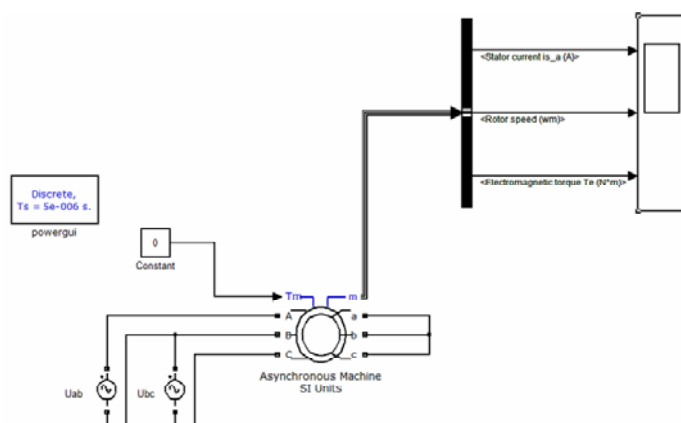 <Stator current is_a (A)>
<Rotor speed (wm)>
<Electromagnetic torque Te (N*m)>
Discrete,
Ts = 5e-006 s.
powergui
0
Constant
Tm
m
A
a
B
b
C
c
Asynchronous Machine
SI Units
Uab
Ubc